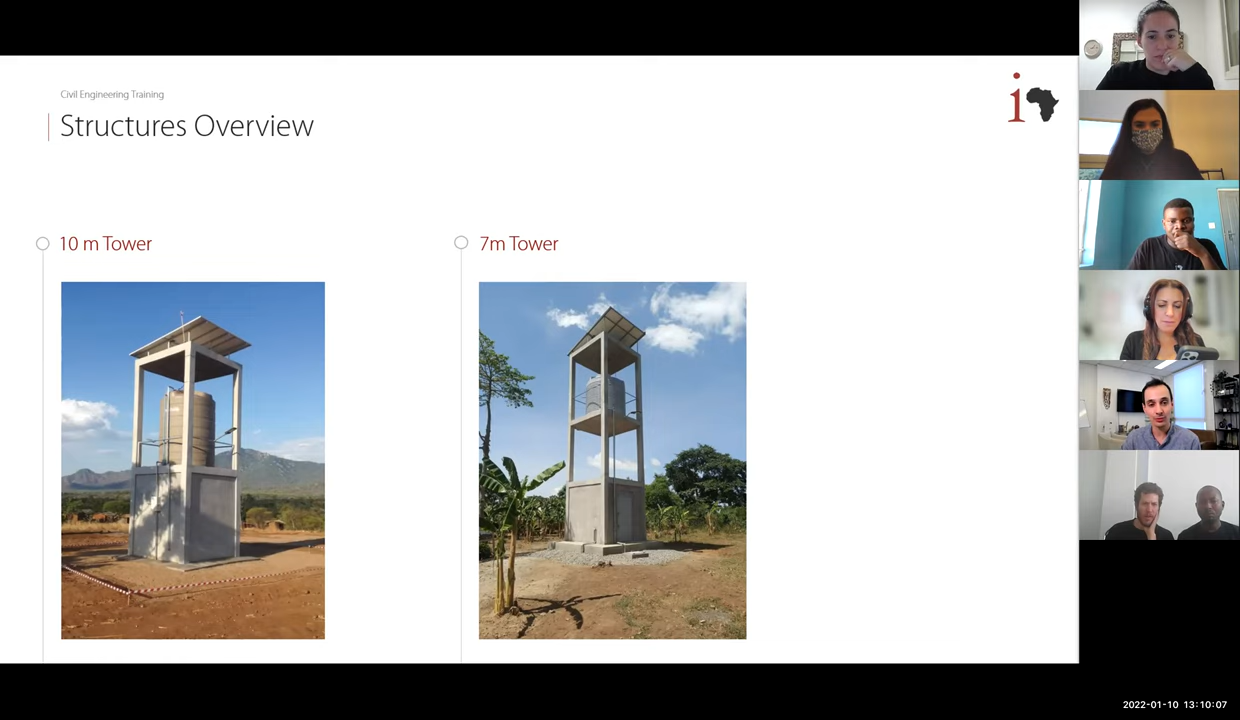 Civil Engineering Training
Structures Overview
i
10 m Tower
7m Tower
2022-01-10 13:10:07